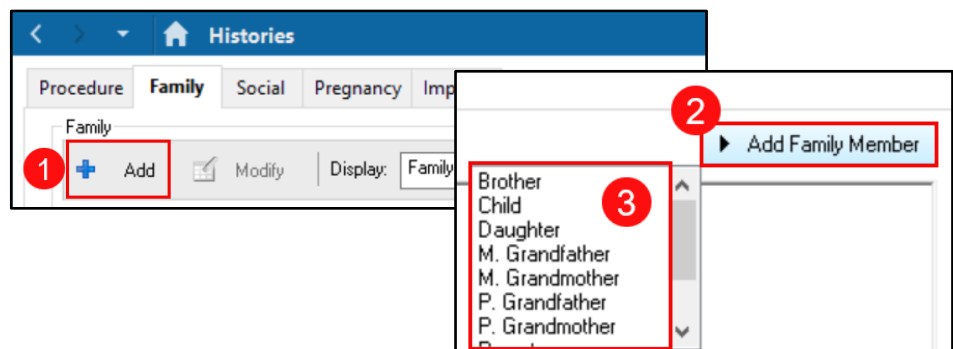 Histories
Procedure Family Social Pregnancy Imp
Family
1 Add Modify Display: Family
2
Add Family Member
3
Brother
Child
Daughter
M. Grandfather
M. Grandmother
P. Grandfather
P. Grandmother